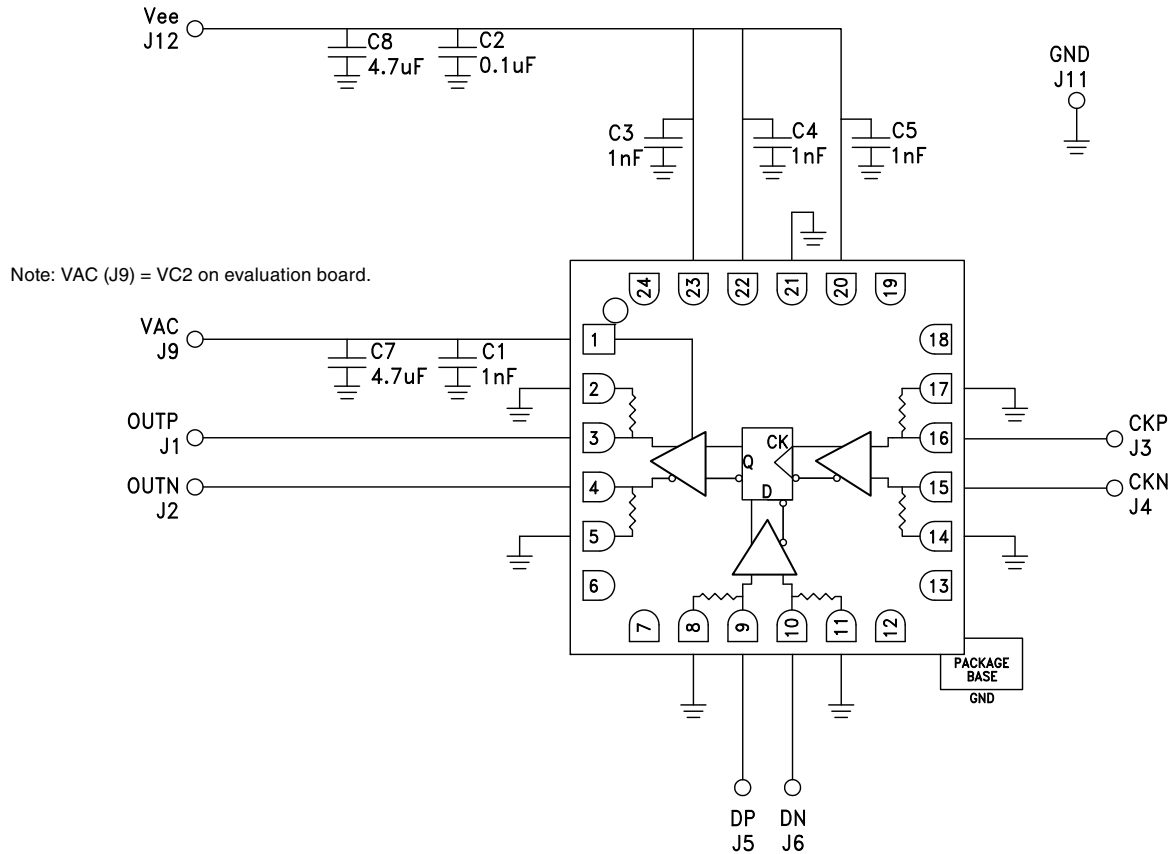 Vee
J12
C8
4.7uF
C2
0.1uF
GND
J11
C3
1nF
C4
1nF
C5
1nF
Note: VAC (J9) = VC2 on evaluation board.
24
23
22
21
20
19
VAC
J9
C7
4.7uF
C1
1nF
1
18
2
17
OUTP
J1
3
16
CKP
J3
CK
Q
D
OUTN
J2
4
15
CKN
J4
5
14
6
13
7
8
9
10
11
12
PACKAGE
BASE
GND
DP
J5
DN
J6